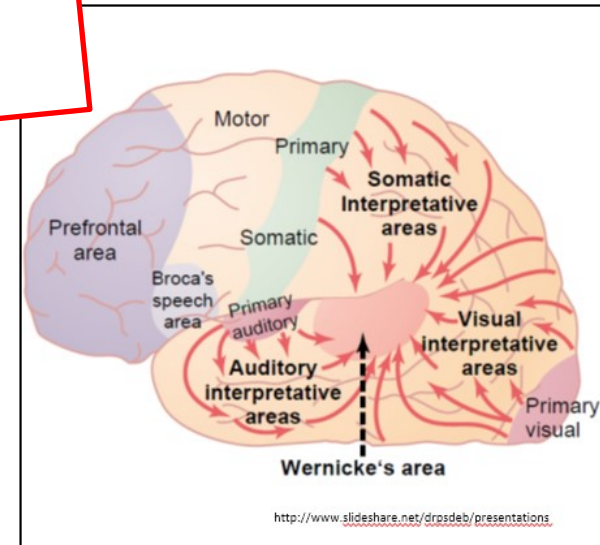 Motor
Primary
Somatic
Interpretative
areas
Prefrontal
area
Somatic
Broca's
speech
area
Primary
auditory
Visual
interpretative
areas
Auditory
interpretative
areas
Primary
visual
Wernicke's area
http://www.slideshare.net/drpsdeb/presentations